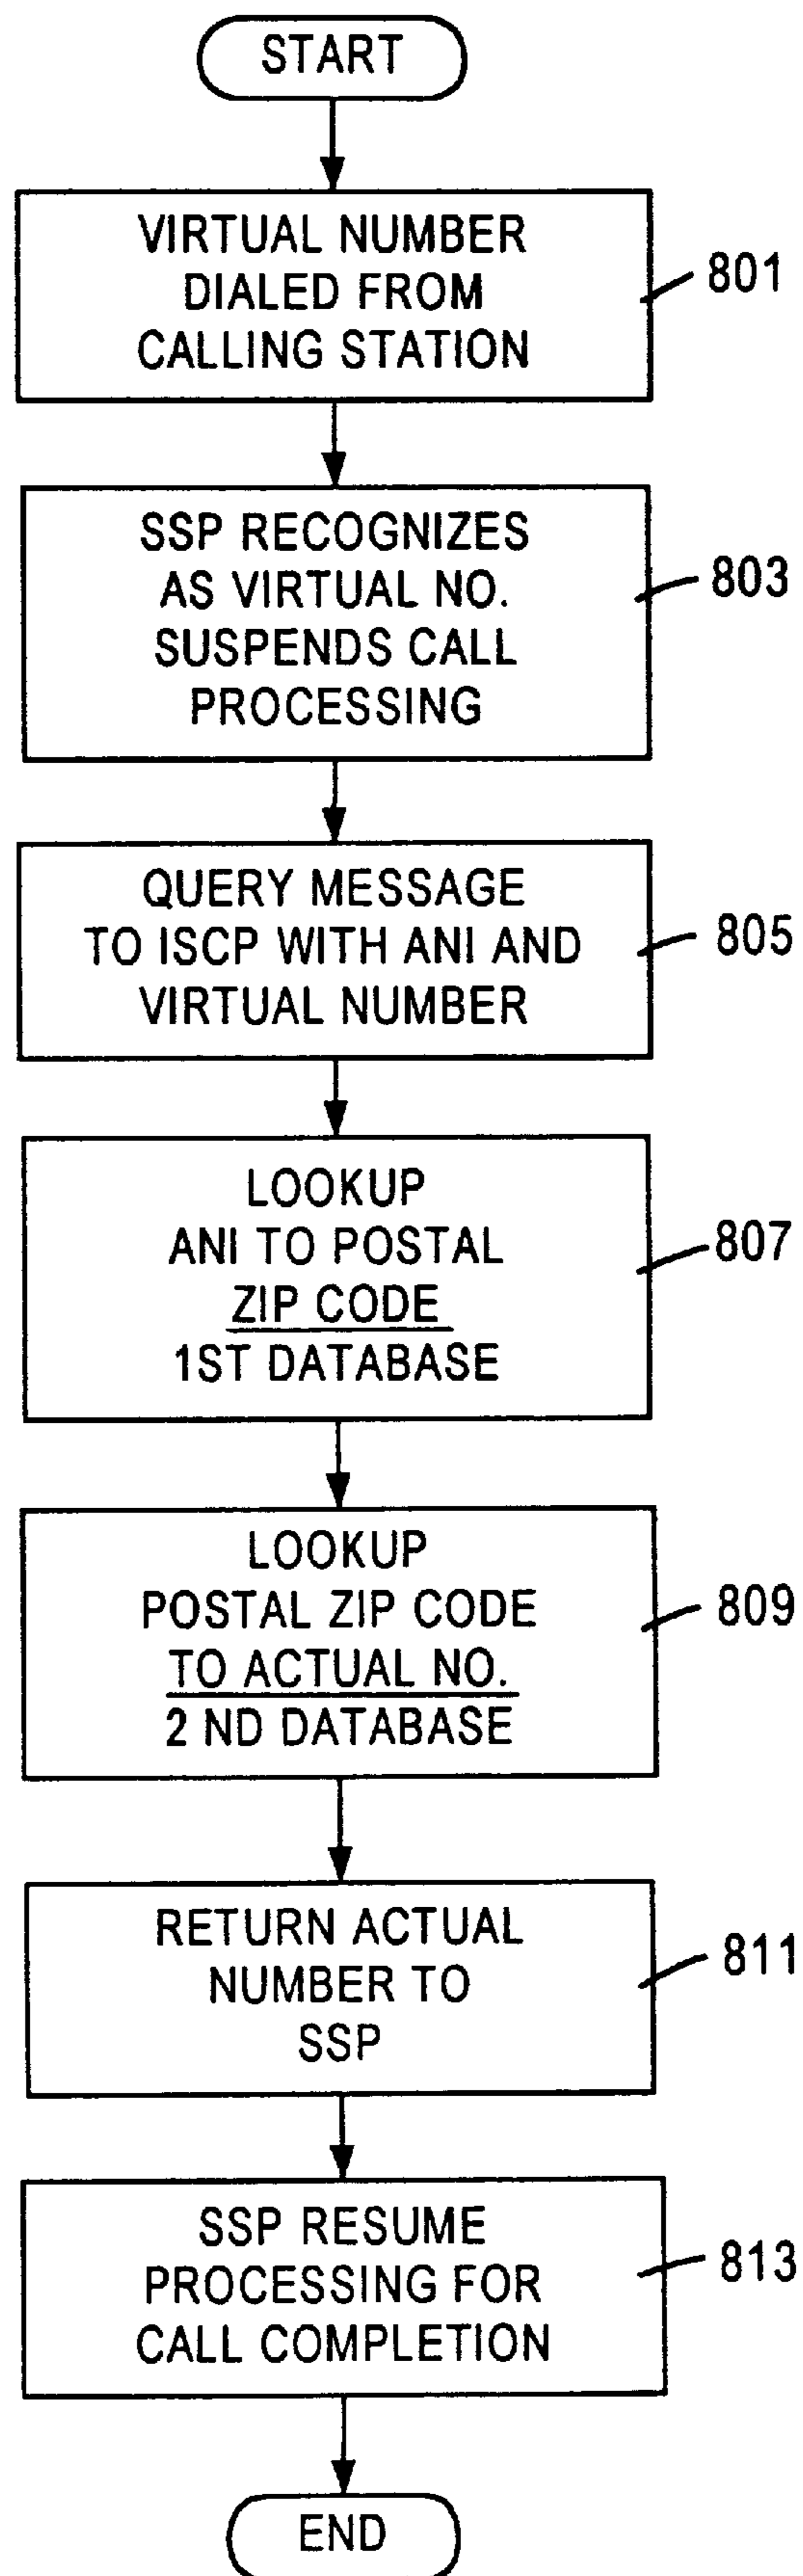 START
VIRTUAL NUMBER
DIALED FROM
CALLING STATION
801
SSP RECOGNIZES
AS VIRTUAL NO.
SUSPENDS CALL
PROCESSING
803
QUERY MESSAGE
TO ISCP WITH ANI AND
VIRTUAL NUMBER
805
LOOKUP
ANI TO POSTAL
ZIP CODE
1ST DATABASE
807
LOOKUP
POSTAL ZIP CODE
TO ACTUAL NO.
2 ND DATABASE
809
RETURN ACTUAL
NUMBER TO
SSP
811
SSP RESUME
PROCESSING FOR
CALL COMPLETION
813
END